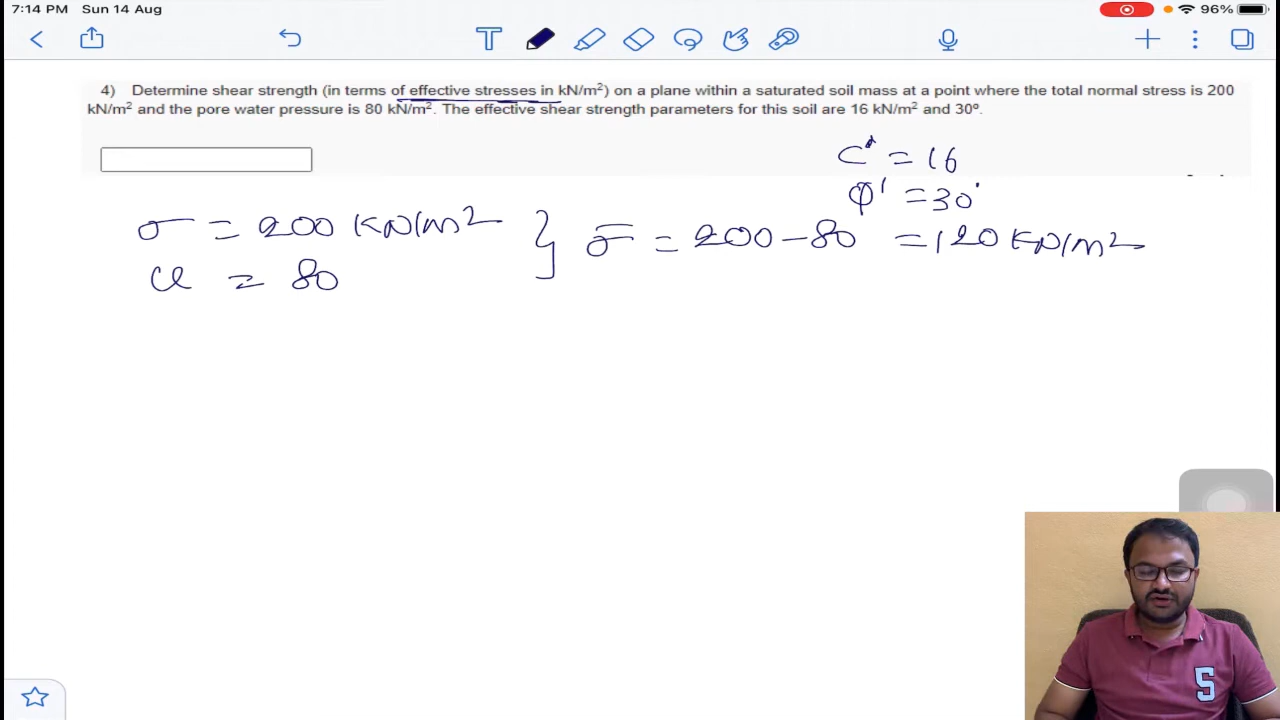 7:14 PM Sun 14 Aug
96%
4) Determine shear strength (in terms of effective stresses in kN/m²) on a plane within a saturated soil mass at a point where the total normal stress is 200
kN/m² and the pore water pressure is 80 kN/m². The effective shear strength parameters for this soil are 16 kN/m² and 30º.
C' = 16
φ' = 30°
σ = 200 KN/m²
u = 80
} σ̄ = 200 - 80 = 120 KN/m²
T
S